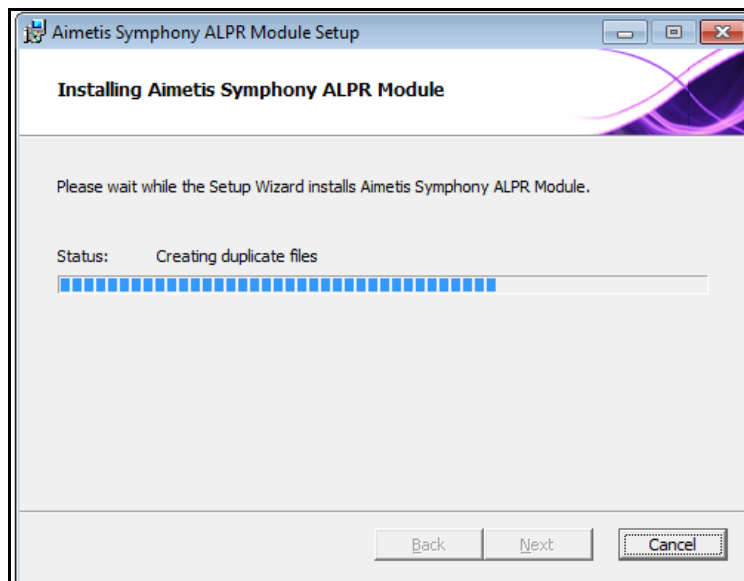 Aimetis Symphony ALPR Module Setup
Installing Aimetis Symphony ALPR Module
Please wait while the Setup Wizard installs Aimetis Symphony ALPR Module.
Status: Creating duplicate files
Back Next Cancel